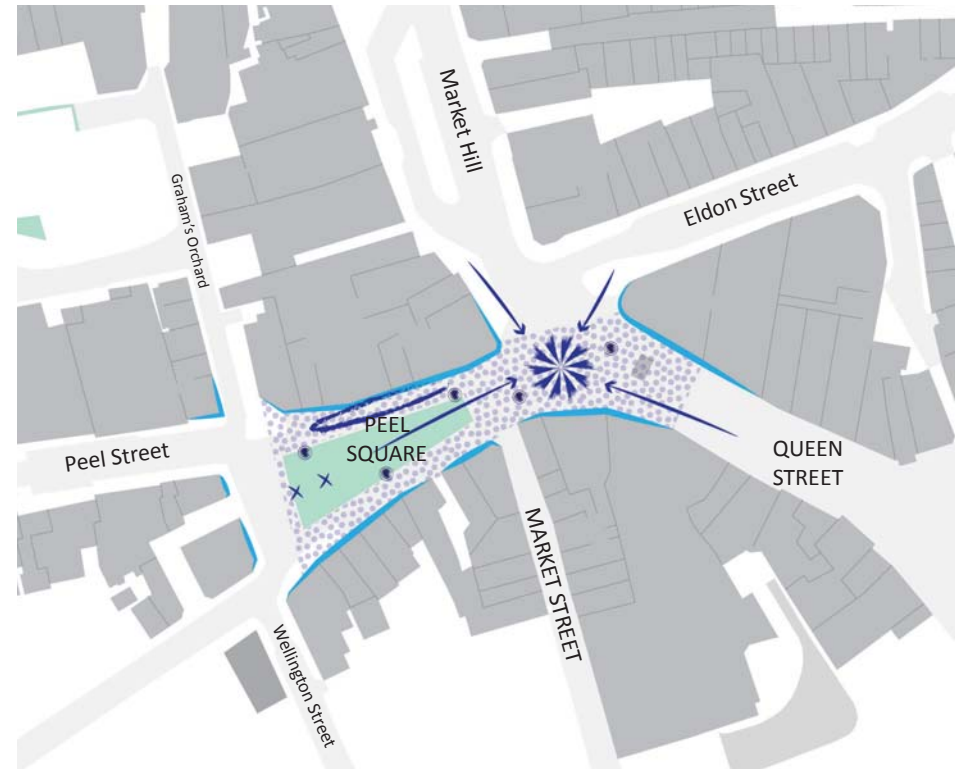 Market Hill
Graham's Orchard
Eldon Street
PEEL
SQUARE
Peel Street
QUEEN
STREET
MARKET STREET
Wellington Street